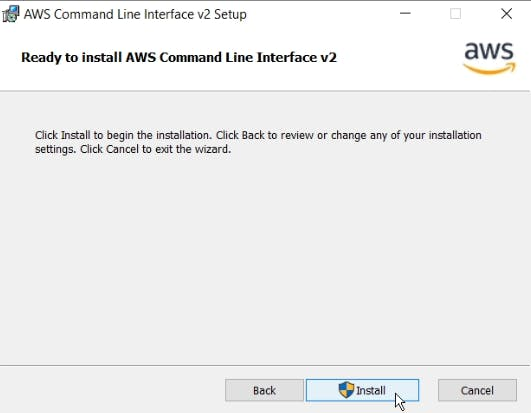 AWS Command Line Interface v2 Setup
Ready to install AWS Command Line Interface v2
aws
Click Install to begin the installation. Click Back to review or change any of your installation
settings. Click Cancel to exit the wizard.
Back
Install
Cancel